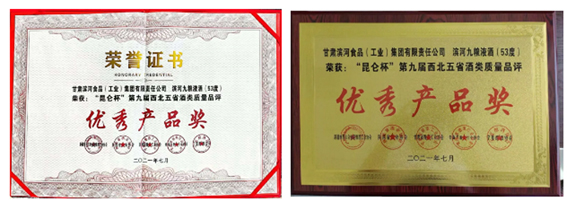 荣誉证书
甘肃滨河食品（工业）集团有限责任公司 滨河九粮液酒（53度）
荣获：“昆仑杯”第九届西北五省酒类质量品评
优秀产品奖
二〇二一年七月
甘肃滨河食品（工业）集团有限责任公司 滨河九粮液酒（53度）
荣获：“昆仑杯”第九届西北五省酒类质量品评
优秀产品奖
二〇二一年七月